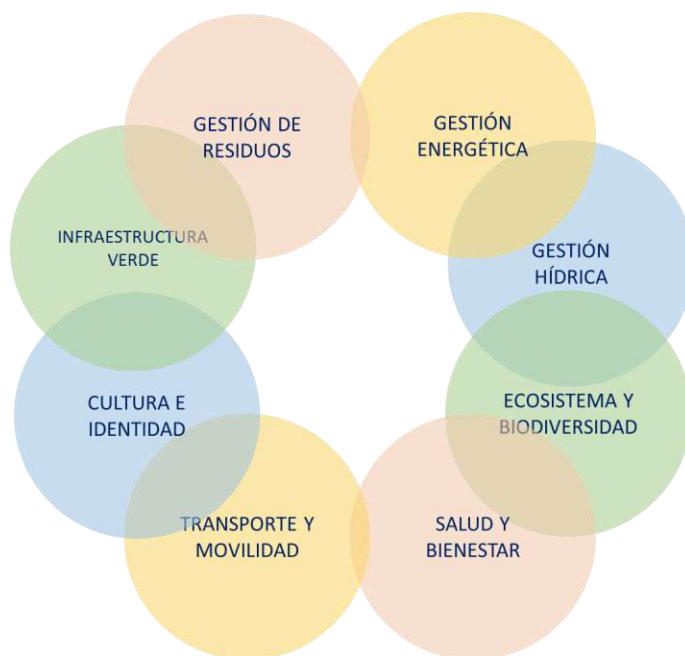 GESTIÓN DE
RESIDUOS
GESTIÓN
ENERGÉTICA
GESTIÓN
HÍDRICA
ECOSISTEMA Y
BIODIVERSIDAD
SALUD Y
BIENESTAR
TRANSPORTE Y
MOVILIDAD
CULTURA E
IDENTIDAD
INFRAESTRUCTURA
VERDE